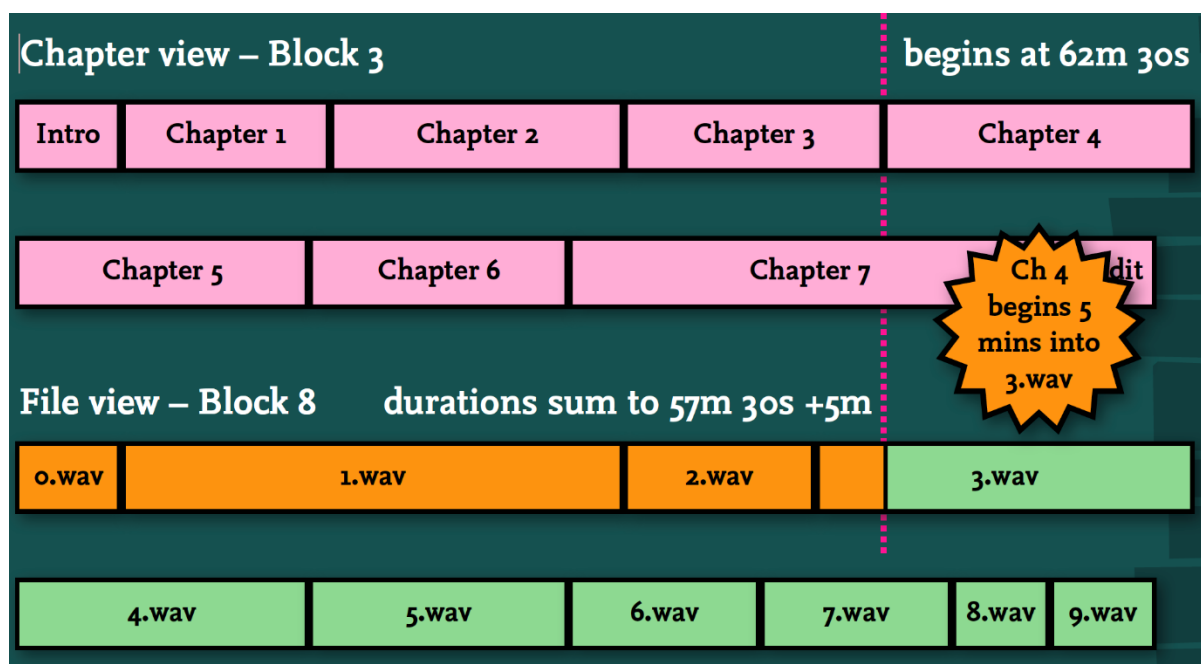 Chapter view – Block 3
begins at 62m 30s
Intro
Chapter 1
Chapter 2
Chapter 3
Chapter 4
Chapter 5
Chapter 6
Chapter 7
dit
Ch 4
begins 5
mins into
3.wav
File view – Block 8
durations sum to 57m 30s +5m
0.wav
1.wav
2.wav
3.wav
4.wav
5.wav
6.wav
7.wav
8.wav
9.wav